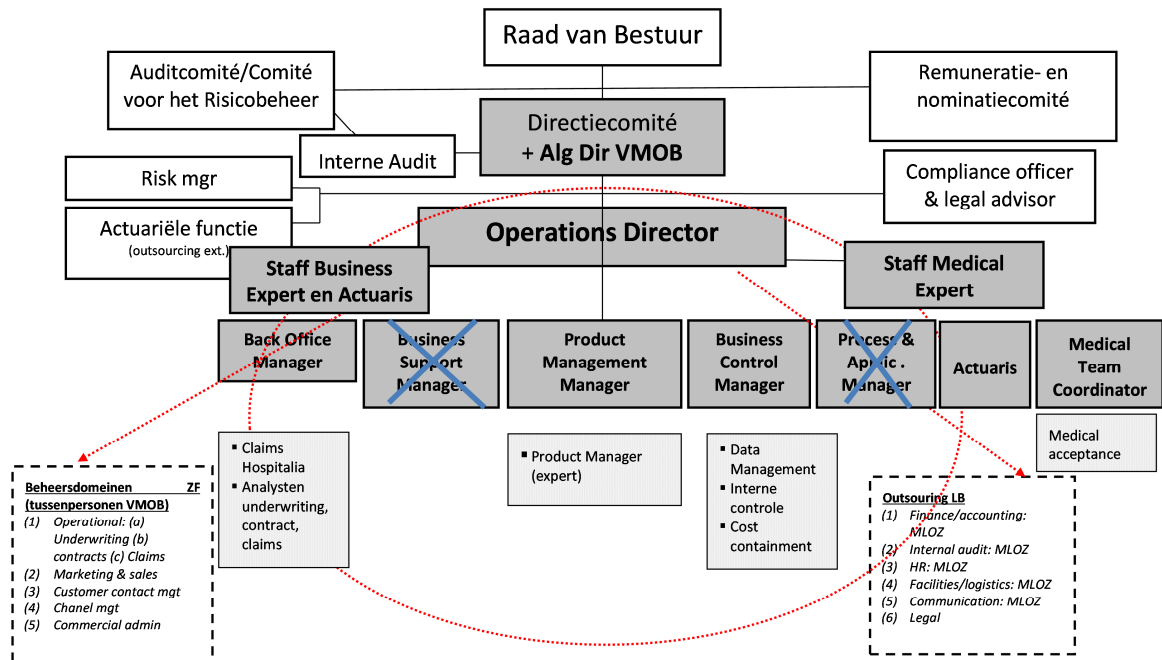 Raad van Bestuur
Auditcomité/Comité
voor het Risicobeheer
Remuneratie- en
nominatiecomité
Directiecomité
+ Alg Dir VMOB
Interne Audit
Risk mgr
Compliance officer
& legal advisor
Actuariële functie
(outsourcing ext.)
Operations Director
Staff Business
Expert en Actuaris
Staff Medical
Expert
Back Office
Manager
Business
Support
Manager
Product
Management
Manager
Business
Control
Manager
Process &
Applic .
Manager
Actuaris
Medical
Team
Coordinator
▪ Claims
Hospitalia
▪ Analysten
underwriting,
contract,
claims
▪ Product Manager
(expert)
▪ Data
Management
▪ Interne
controle
▪ Cost
containment
Medical
acceptance
Beheersdomeinen ZF
(tussenpersonen VMOB)
(1) Operational: (a)
Underwriting (b)
contracts (c) Claims
(2) Marketing & sales
(3) Customer contact mgt
(4) Chanel mgt
(5) Commercial admin
Outsouring LB
(1) Finance/accounting:
MLOZ
(2) Internal audit: MLOZ
(3) HR: MLOZ
(4) Facilities/logistics: MLOZ
(5) Communication: MLOZ
(6) Legal